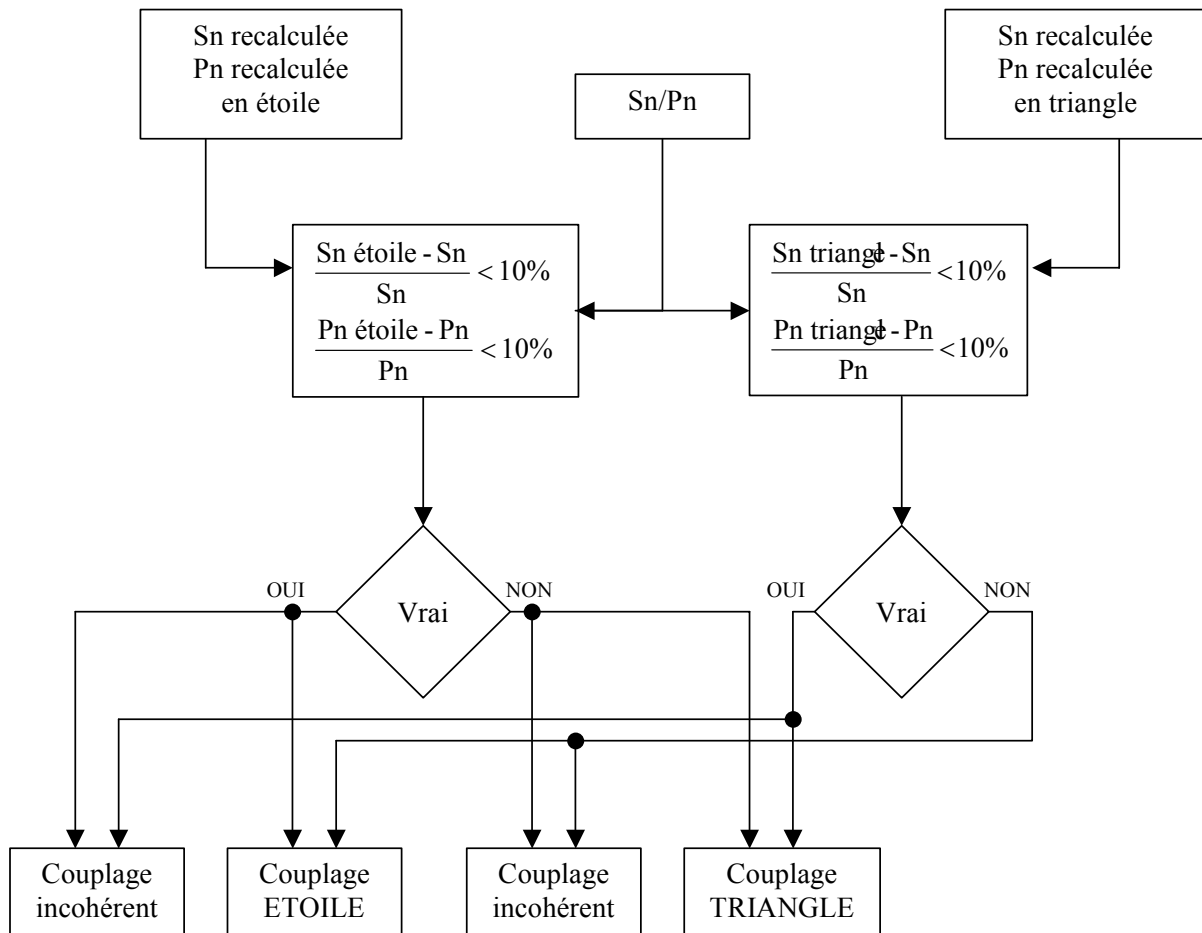 Sn recalculée
Pn recalculée
en étoile
Sn/Pn
Sn recalculée
Pn recalculée
en triangle
Sn étoile - Sn
Sn
< 10%
Pn étoile - Pn
Pn
< 10%
Sn triangle - Sn
Sn
< 10%
Pn triangle - Pn
Pn
< 10%
OUI
Vrai
NON
OUI
Vrai
NON
Couplage
incohérent
Couplage
ETOILE
Couplage
incohérent
Couplage
TRIANGLE